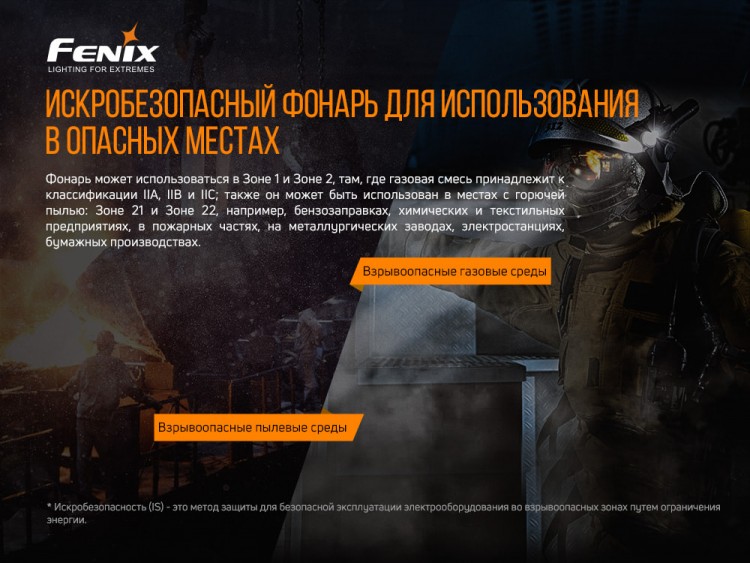 FENIX
LIGHTING FOR EXTREMES
ИСКРОБЕЗОПАСНЫЙ ФОНАРЬ ДЛЯ ИСПОЛЬЗОВАНИЯ
В ОПАСНЫХ МЕСТАХ
Фонарь может использоваться в Зоне 1 и Зоне 2, там, где газовая смесь принадлежит к
классификации IIA, IIB и IIC; также он может быть использован в местах с горючей
пылью: Зоне 21 и Зоне 22, например, бензозаправках, химических и текстильных
предприятиях, в пожарных частях, на металлургических заводах, электростанциях,
бумажных производствах.
Взрывоопасные газовые среды
Взрывоопасные пылевые среды
* Искробезопасность (IS) - это метод защиты для безопасной эксплуатации электрооборудования во взрывоопасных зонах путем ограничения
энергии.